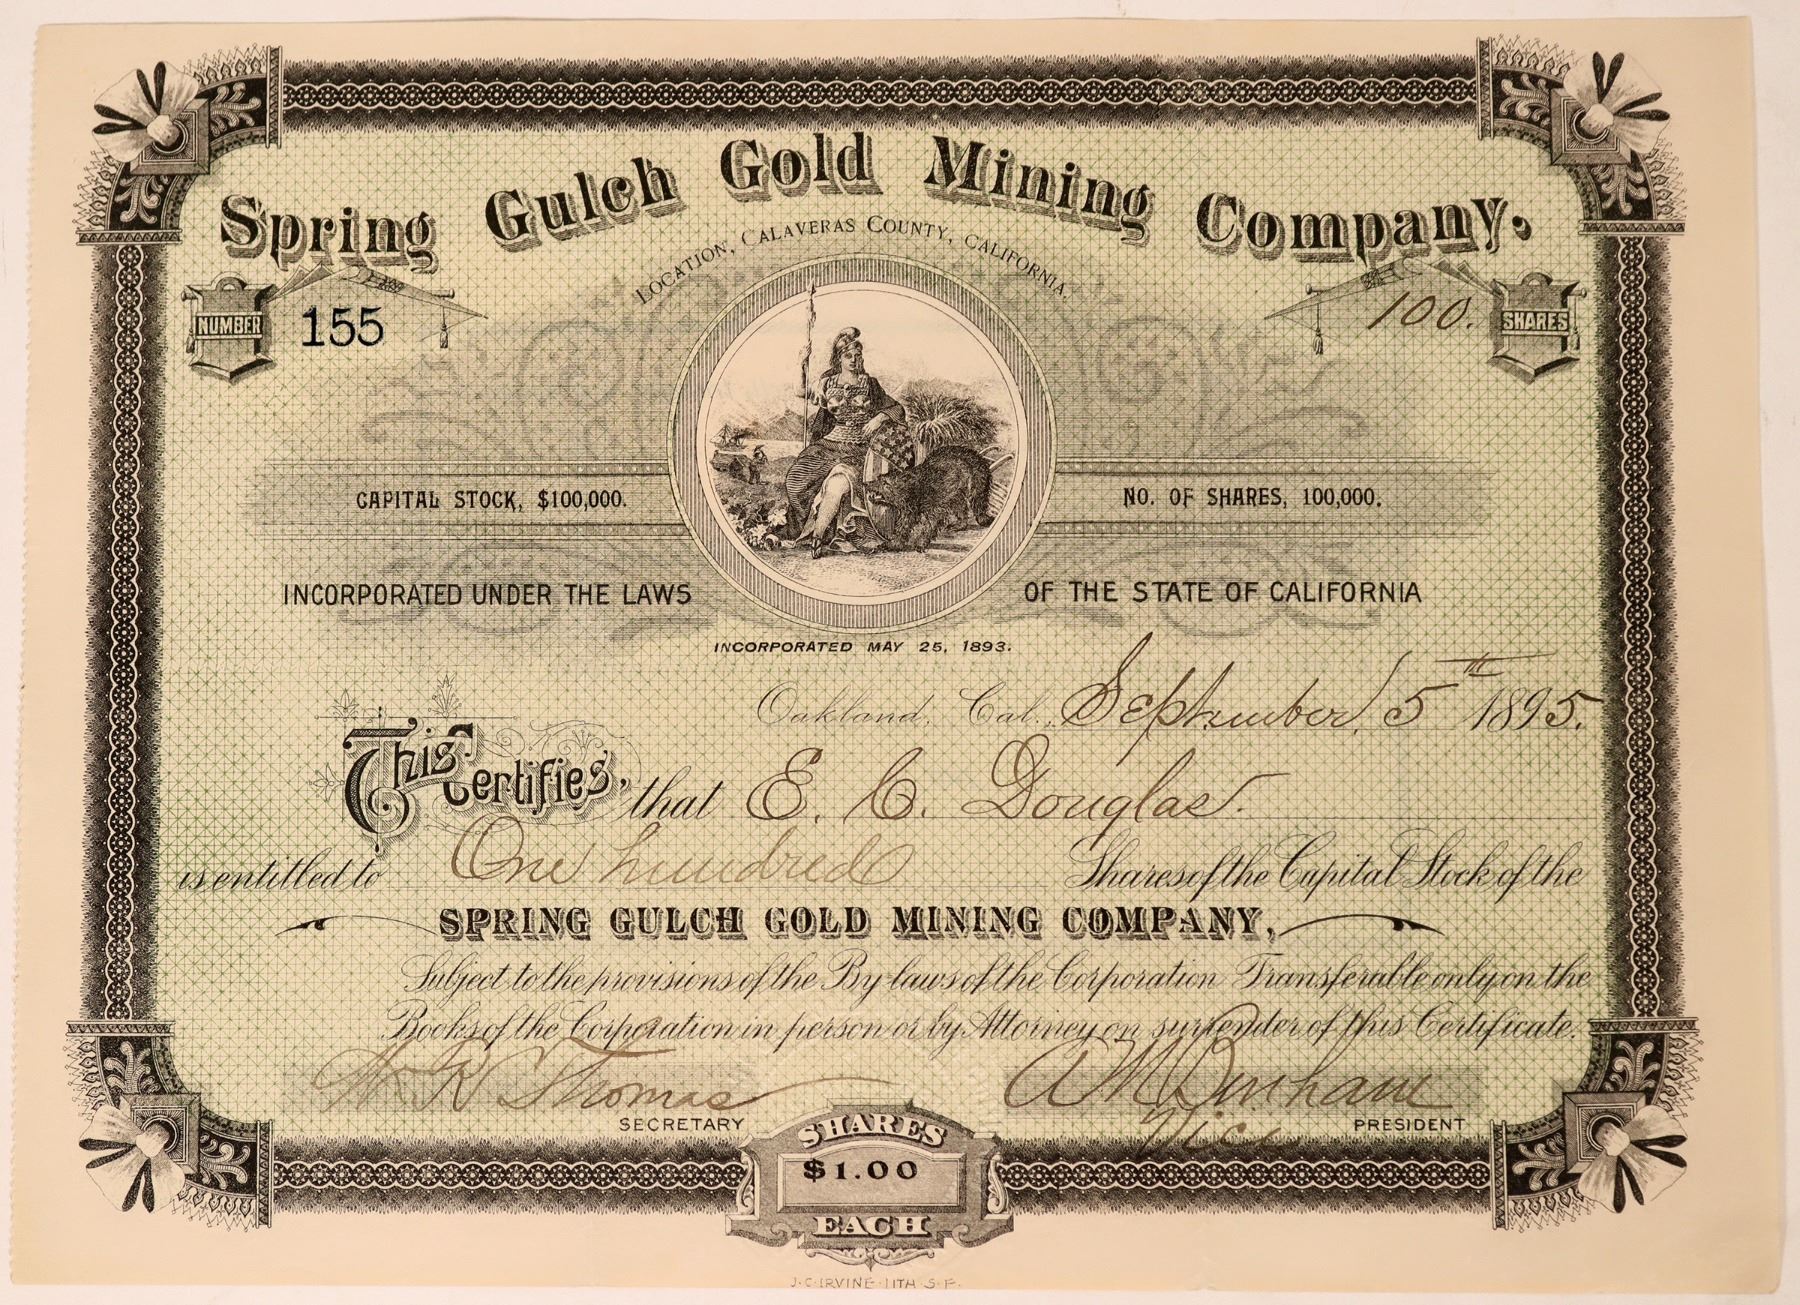 Spring Gulch Gold Mining Company.
LOCATION, CALAVERAS COUNTY, CALIFORNIA.
NUMBER 155
100. SHARES
CAPITAL STOCK, $100,000.
NO. OF SHARES, 100,000.
INCORPORATED UNDER THE LAWS OF THE STATE OF CALIFORNIA
INCORPORATED MAY 25, 1893.
Oakland, Cal., September 5th 1895.
This Certifies, that E. C. Douglas.
is entitled to One hundred Shares of the Capital Stock of the
SPRING GULCH GOLD MINING COMPANY,
Subject to the provisions of the By-laws of the Corporation Transferable only on the
Books of the Corporation in person or by Attorney on surrender of this Certificate.
Thomas
SECRETARY
A M
Vice PRESIDENT
SHARES
$1.00
EACH
J.C. IRVINE LITH S.F.